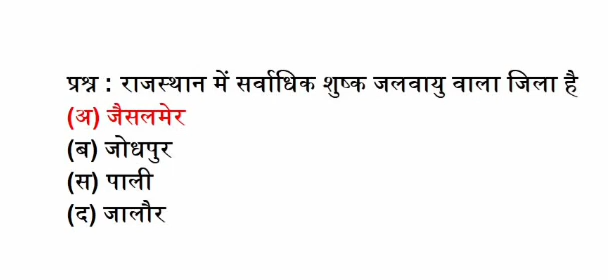 प्रश्न : राजस्थान में सर्वाधिक शुष्क जलवायु वाला जिला है
(अ) जैसलमेर
(ब) जोधपुर
(स) पाली
(द) जालौर